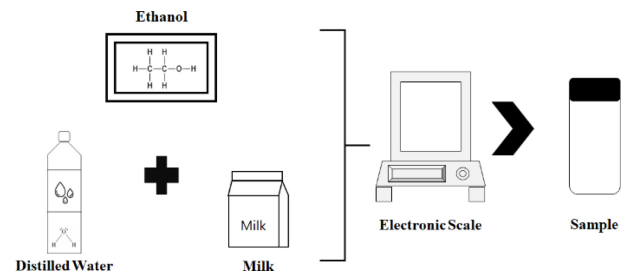 Ethanol
H H
H—C—C—O—H
H H
Milk
H O H
Distilled Water
Milk
Electronic Scale
Sample